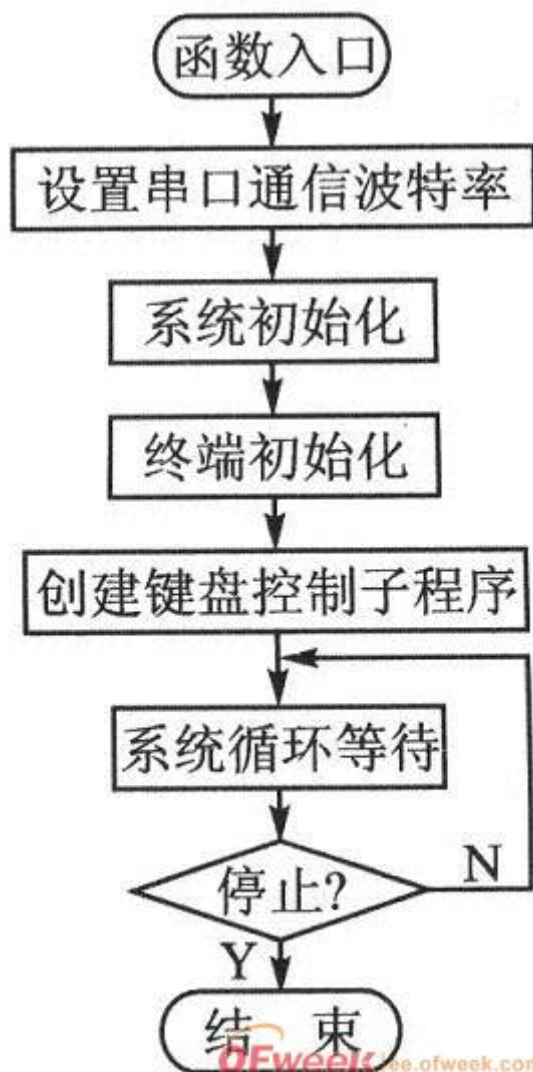 函数入口
设置串口通信波特率
系统初始化
终端初始化
创建键盘控制子程序
系统循环等待
停止?
N
Y
结 束
OFweek ee.ofweek.com